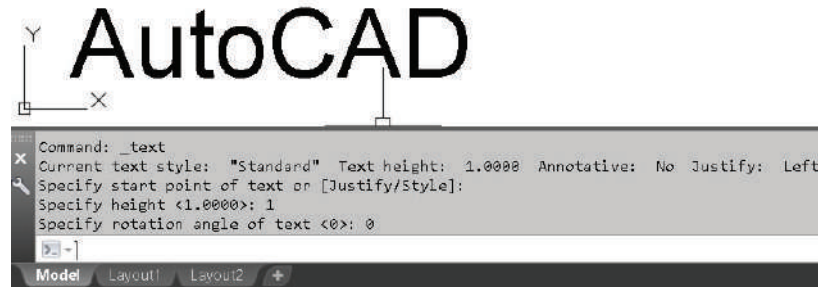 Y
AutoCAD
X
Command: _text
Current text style: "Standard" Text height: 1.0000 Annotative: No Justify: Left
Specify start point of text or [Justify/Style]:
Specify height <1.0000>: 1
Specify rotation angle of text <0>: 0
Model Layout1 Layout2 +